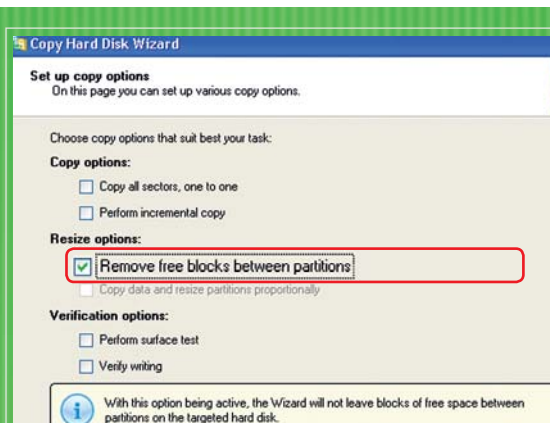 Copy Hard Disk Wizard
Set up copy options
On this page you can set up various copy options.
Choose copy options that suit best your task:
Copy options:
Copy all sectors, one to one
Perform incremental copy
Resize options:
Remove free blocks between partitions
Copy data and resize partitions proportionally
Verification options:
Perform surface test
Verify writing
With this option being active, the Wizard will not leave blocks of free space between
partitions on the targeted hard disk.